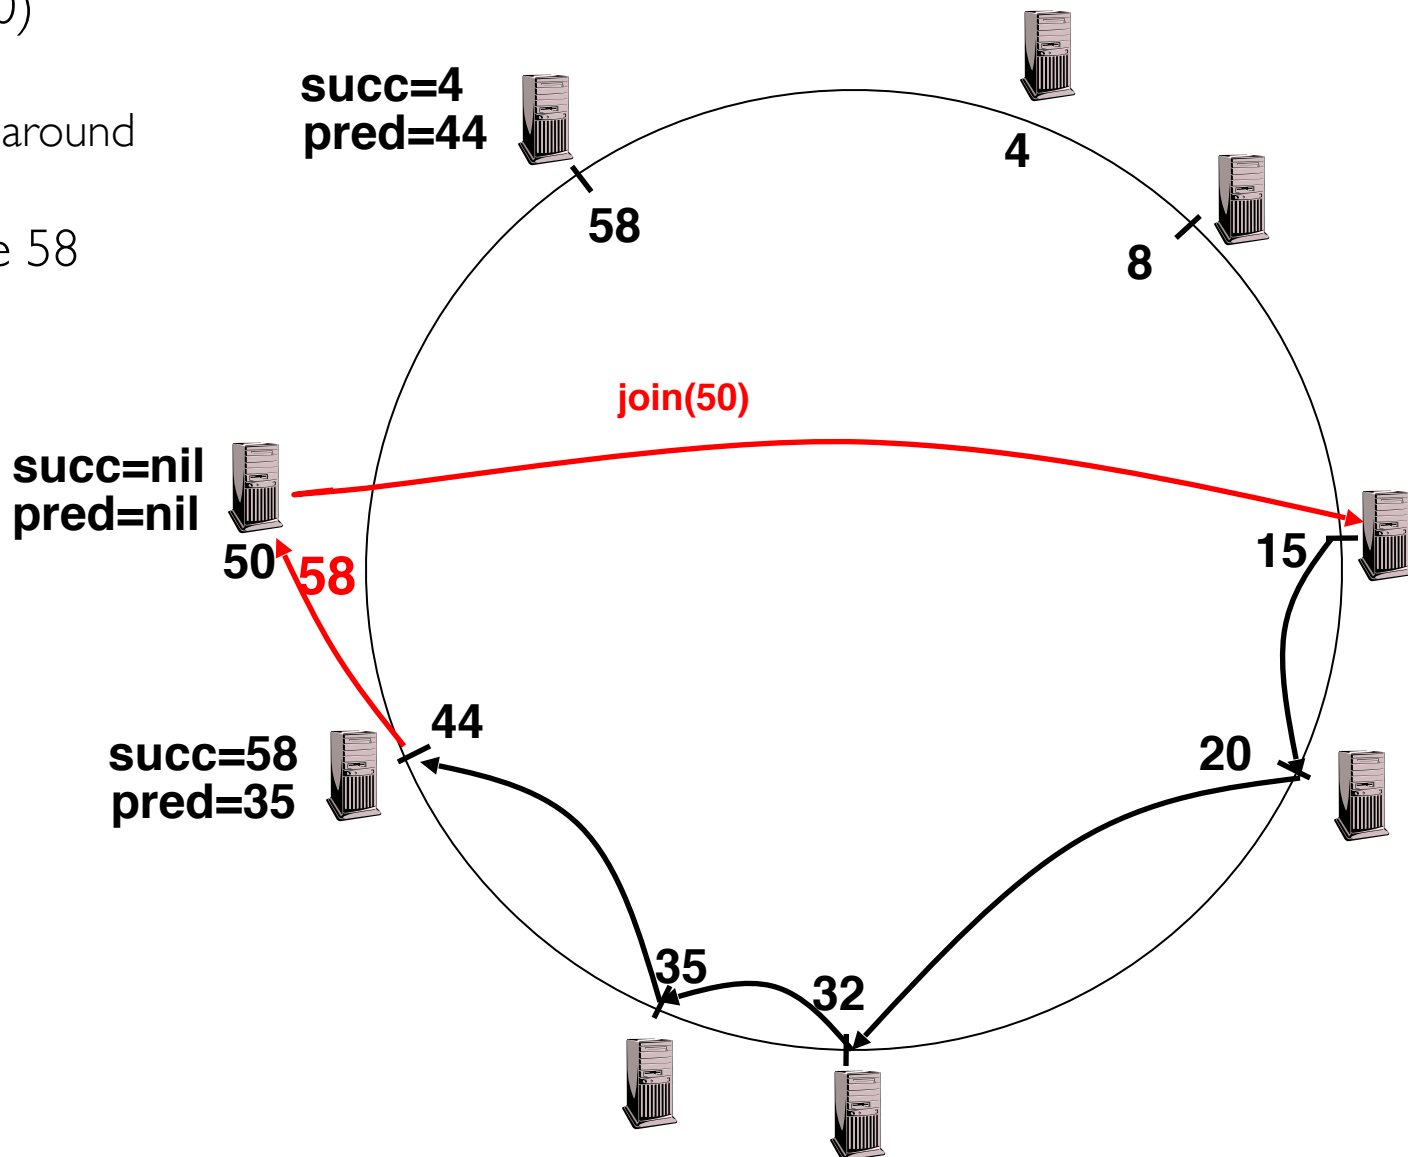 0)
around
e 58
succ=4
pred=44
58
4
8
join(50)
succ=nil
pred=nil
50
58
15
44
succ=58
pred=35
20
35
32